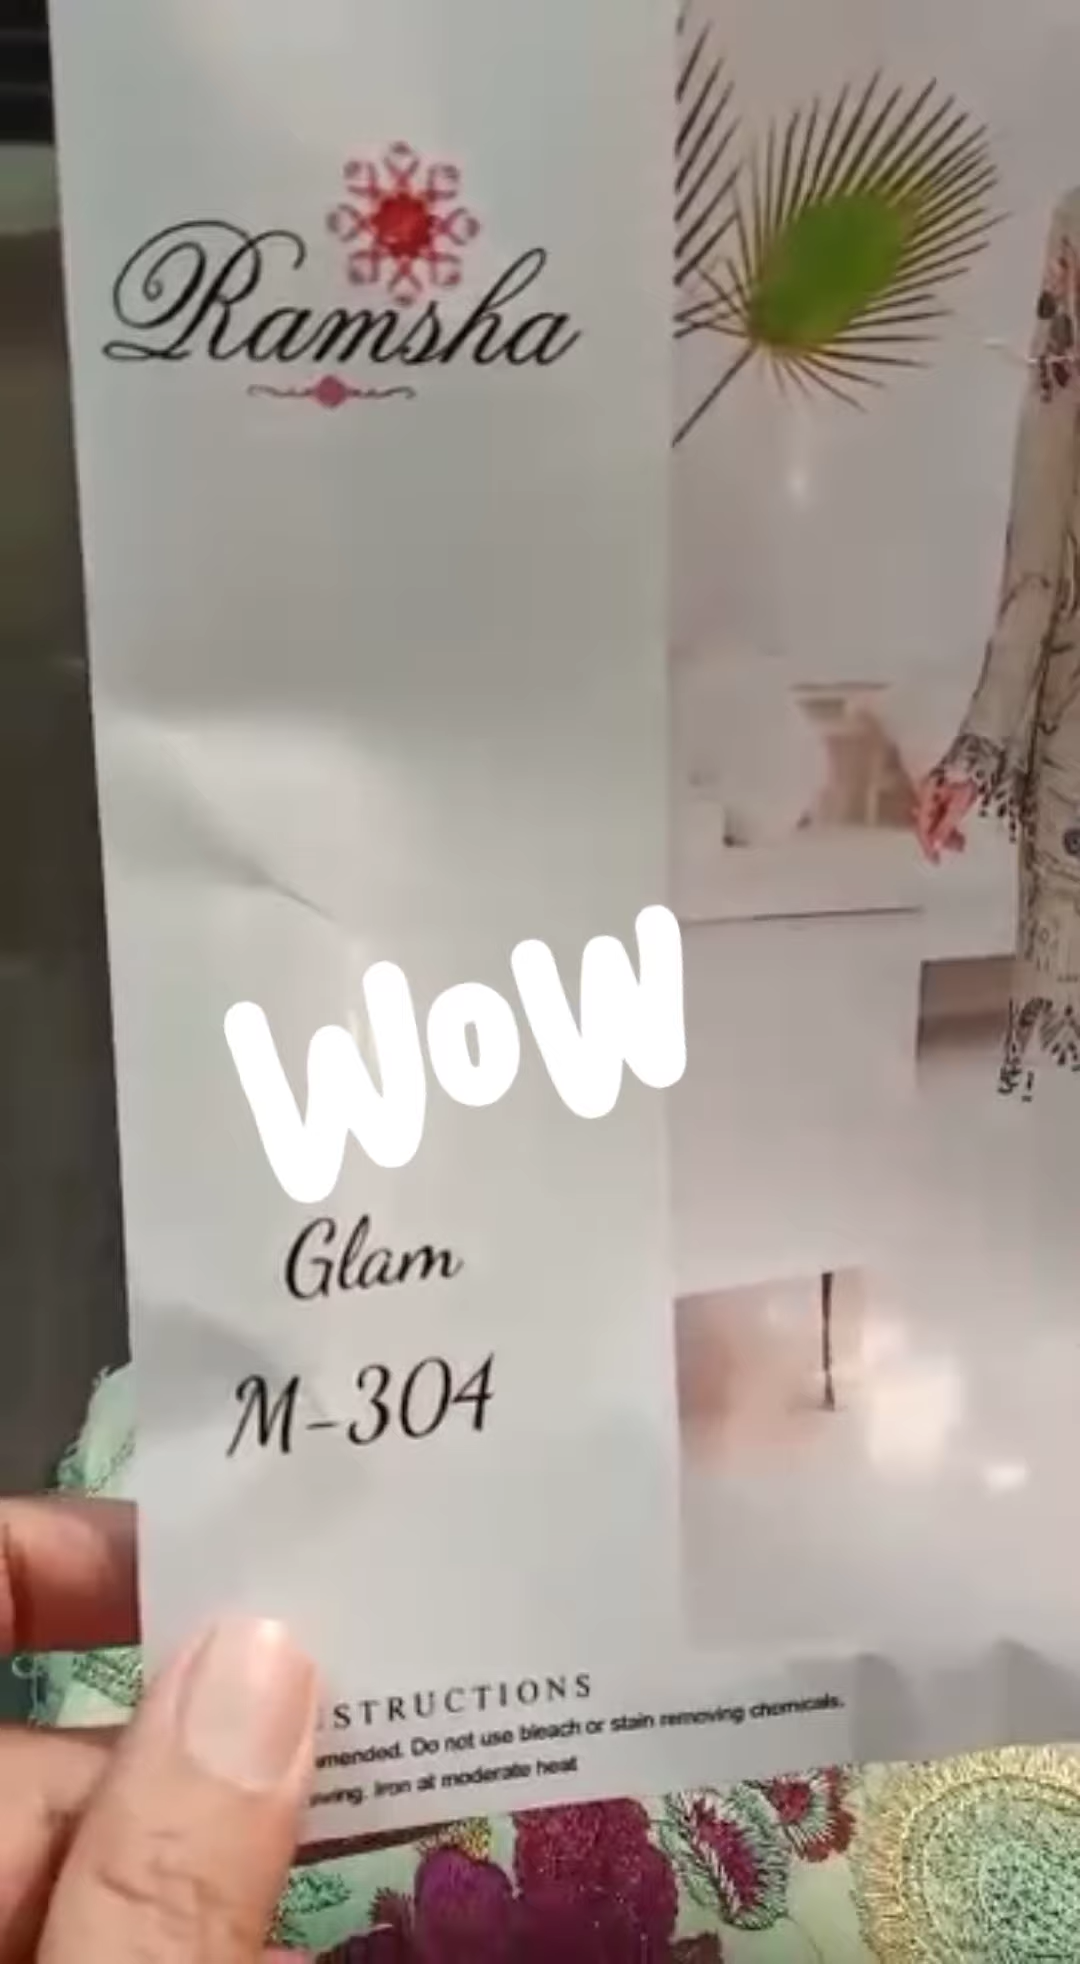 Ramsha
WOW
Glam
M-304
STRUCTIONS
mended. Do not use bleach or stain removing chemicals.
wing. Iron at moderate heat